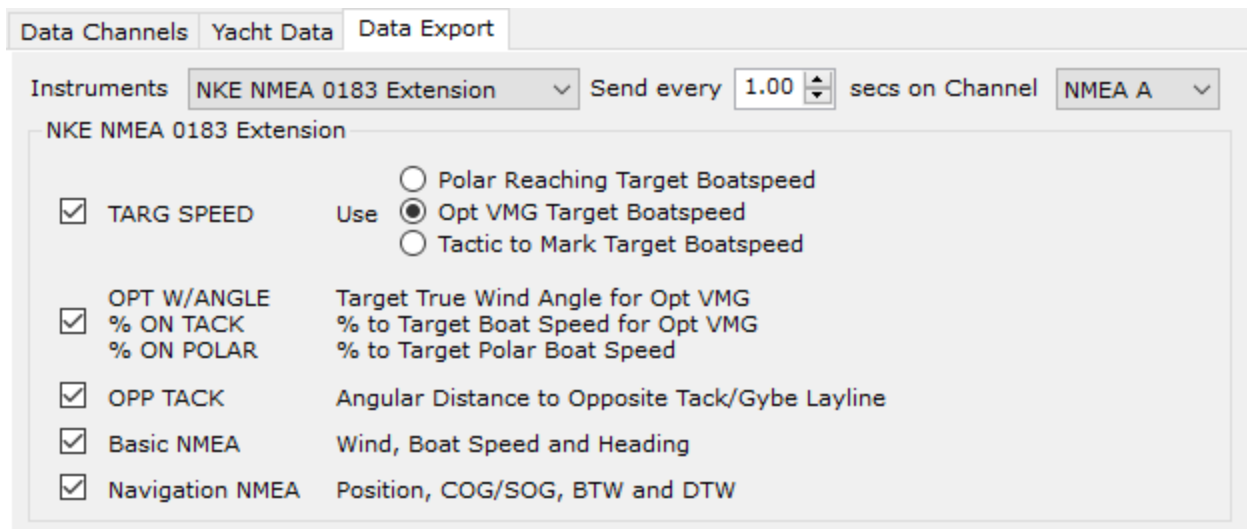 Data Channels Yacht Data Data Export
Instruments NKE NMEA 0183 Extension Send every 1.00 secs on Channel NMEA A
NKE NMEA 0183 Extension
Polar Reaching Target Boatspeed
TARG SPEED Use Opt VMG Target Boatspeed
Tactic to Mark Target Boatspeed
OPT W/ANGLE Target True Wind Angle for Opt VMG
% ON TACK % to Target Boat Speed for Opt VMG
% ON POLAR % to Target Polar Boat Speed
OPP TACK Angular Distance to Opposite Tack/Gybe Layline
Basic NMEA Wind, Boat Speed and Heading
Navigation NMEA Position, COG/SOG, BTW and DTW